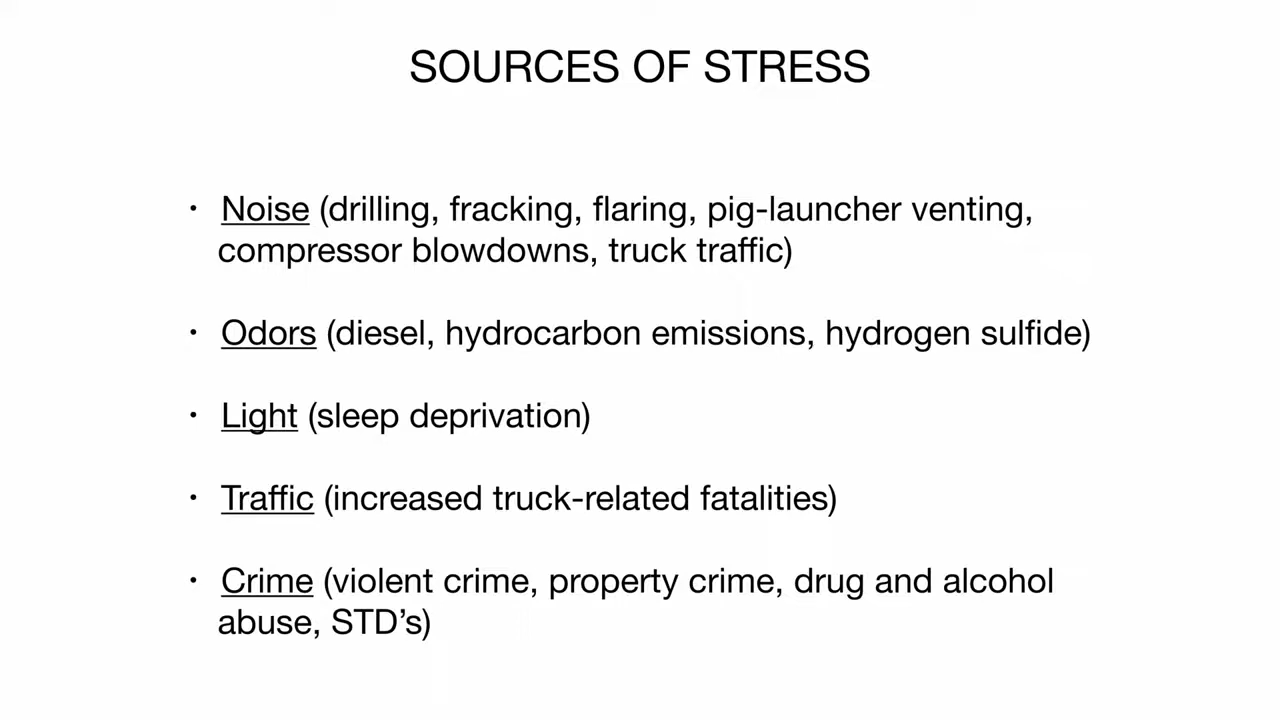 SOURCES OF STRESS
• Noise (drilling, fracking, flaring, pig-launcher venting,
compressor blowdowns, truck traffic)
• Odors (diesel, hydrocarbon emissions, hydrogen sulfide)
• Light (sleep deprivation)
• Traffic (increased truck-related fatalities)
• Crime (violent crime, property crime, drug and alcohol
abuse, STD’s)